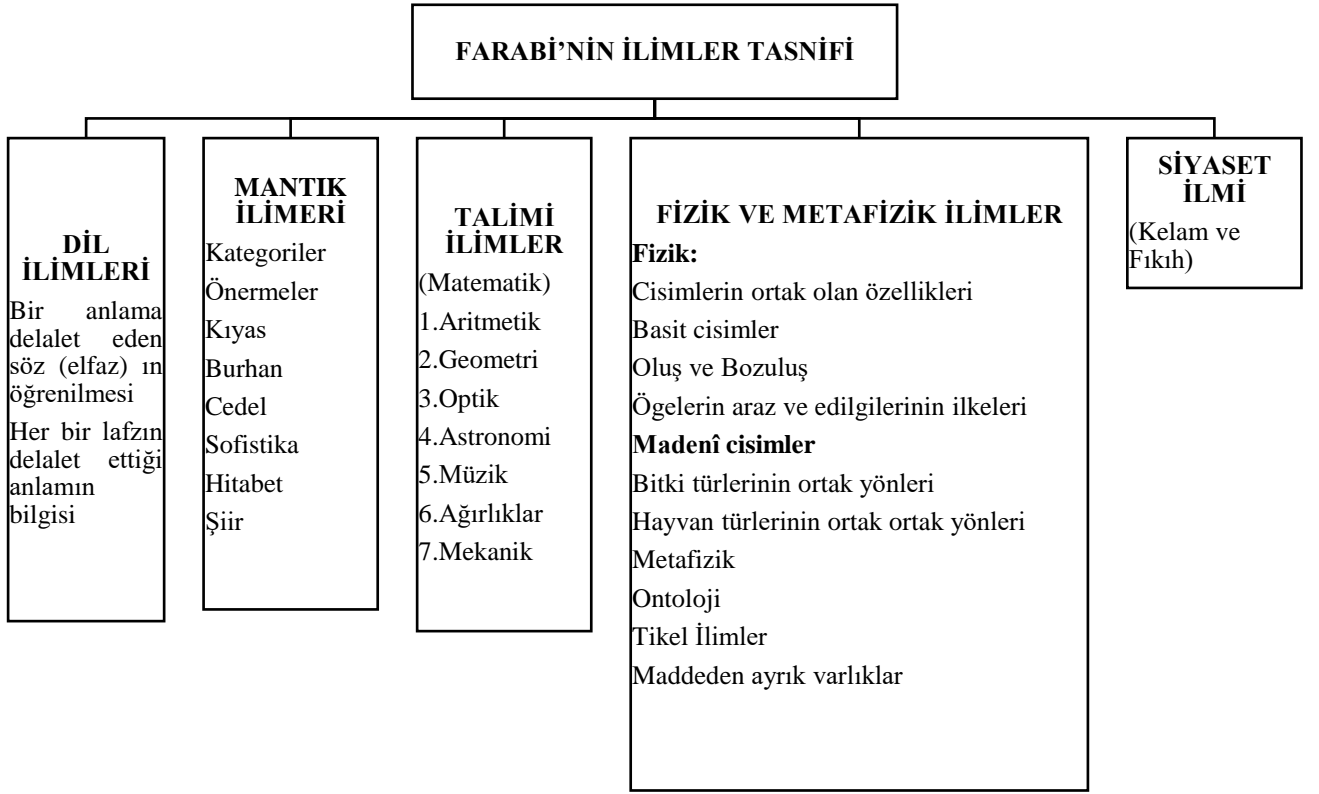 FARABİ’NİN İLİMLER TASNİFİ
DİL
İLİMLERİ
Bir anlama
delalet eden
söz (elfaz) ın
öğrenilmesi
Her bir lafzın
delalet ettiği
anlamın
bilgisi
MANTIK
İLİMERİ
Kategoriler
Önermeler
Kıyas
Burhan
Cedel
Sofistika
Hitabet
Şiir
TALİMİ
İLİMLER
(Matematik)
1.Aritmetik
2.Geometri
3.Optik
4.Astronomi
5.Müzik
6.Ağırlıklar
7.Mekanik
FİZİK VE METAFİZİK İLİMLER
Fizik:
Cisimlerin ortak olan özellikleri
Basit cisimler
Oluş ve Bozuluş
Ögelerin araz ve edilgilerinin ilkeleri
Madenî cisimler
Bitki türlerinin ortak yönleri
Hayvan türlerinin ortak ortak yönleri
Metafizik
Ontoloji
Tikel İlimler
Maddeden ayrık varlıklar
SİYASET
İLMİ
(Kelam ve
Fıkıh)